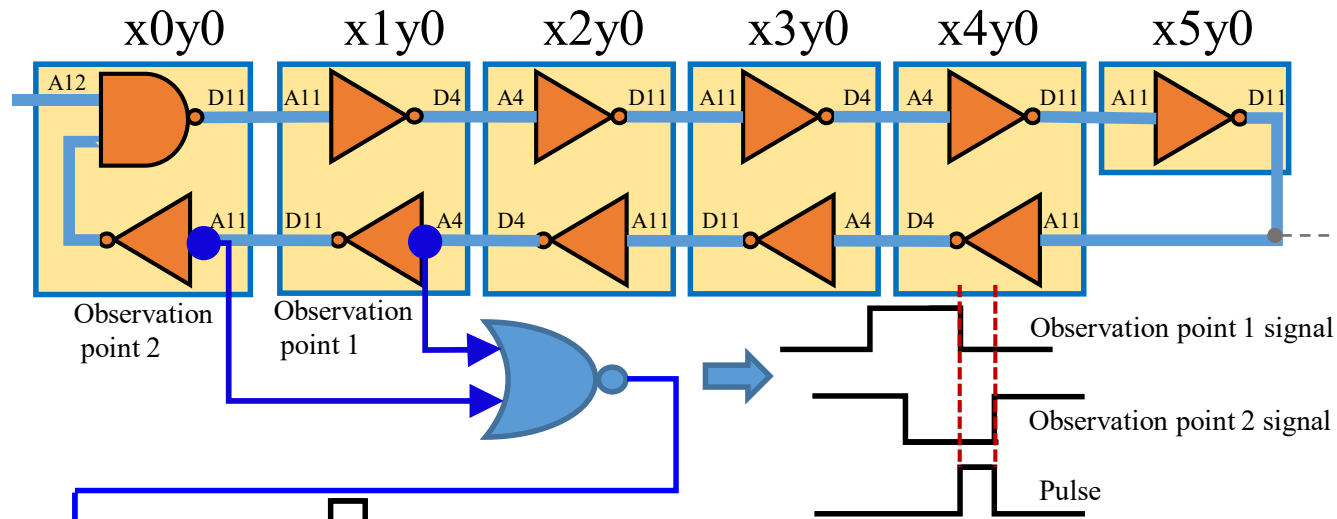 x0y0 x1y0 x2y0 x3y0 x4y0 x5y0
A12 D11 A11 D4 A4 D11 A11 D4 A4 D11 A11 D11
A11 D11 A4 D4 A11 D11 A4 D4 A11
Observation
point 2
Observation
point 1
Observation point 1 signal
Observation point 2 signal
Pulse